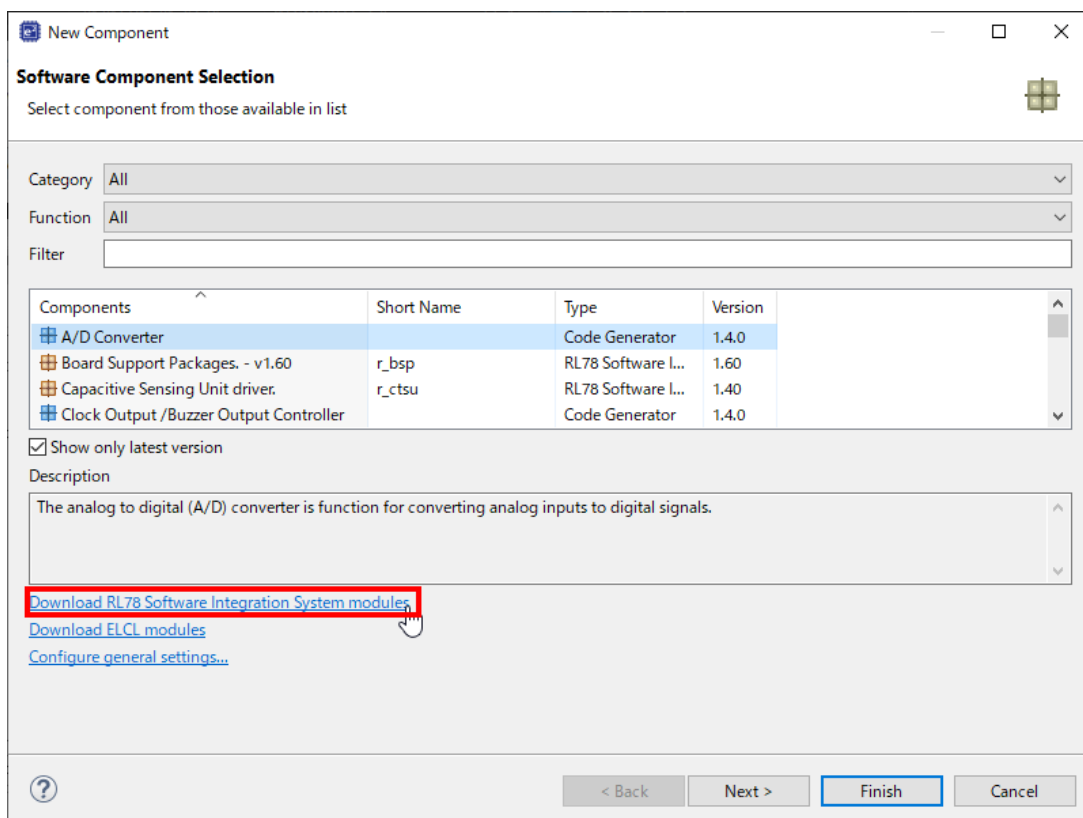 New Component
Software Component Selection
Select component from those available in list
Category All
Function All
Filter
Components Short Name Type Version
A/D Converter Code Generator 1.4.0
Board Support Packages. - v1.60 r_bsp RL78 Software I... 1.60
Capacitive Sensing Unit driver. r_ctsu RL78 Software I... 1.40
Clock Output /Buzzer Output Controller Code Generator 1.4.0
Show only latest version
Description
The analog to digital (A/D) converter is function for converting analog inputs to digital signals.
Download RL78 Software Integration System modules
Download ELCL modules
Configure general settings...
< Back Next > Finish Cancel